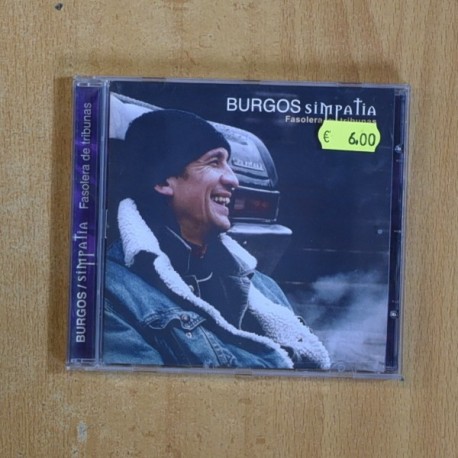 BURGOS simpatia
Fasolera de tribunas
€ 6.00
BURGOS / simpatia Fasolera de tribunas